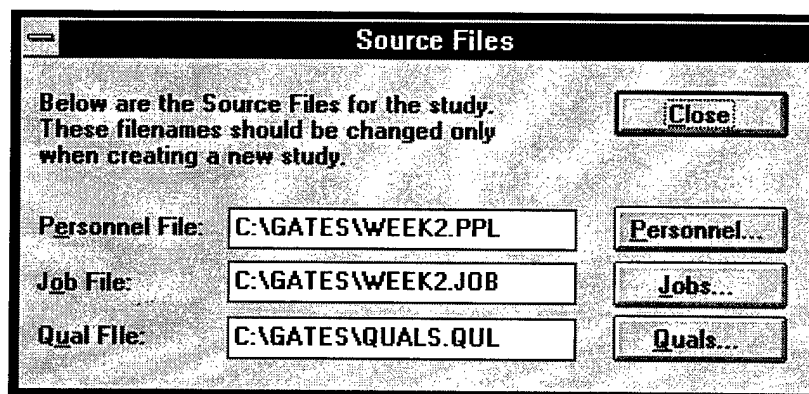 Source Files
Below are the Source Files for the study.
These filenames should be changed only
when creating a new study.
Close
Personnel File: C:\GATES\WEEK2.PPL Personnel...
Job File: C:\GATES\WEEK2.JOB Jobs...
Qual File: C:\GATES\QUALS.QUL Quals...